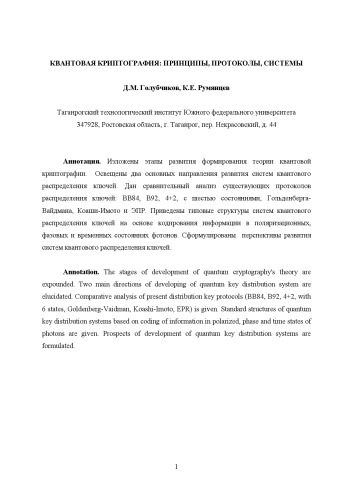 КВАНТОВАЯ КРИПТОГРАФИЯ: ПРИНЦИПЫ, ПРОТОКОЛЫ, СИСТЕМЫ
Д.М. Голубчиков, К.Е. Румянцев
Таганрогский технологический институт Южного федерального университета
347928, Ростовская область, г. Таганрог, пер. Некрасовский, д. 44
Аннотация. Изложены этапы развития формирования теории квантовой
криптографии. Освещены два основных направления развития систем квантового
распределения ключей. Дан сравнительный анализ существующих протоколов
распределения ключей: BB84, B92, 4+2, с шестью состояниями, Гольденберга-
Вайдмана, Коаши-Имото и ЭПР. Приведены типовые структуры систем квантового
распределения ключей на основе кодирования информации в поляризационных,
фазовых и временных состояниях фотонов. Сформулированы перспективы развития
систем квантового распределения ключей.
Annotation. The stages of development of quantum cryptography's theory are
expounded. Two main directions of developing of quantum key distribution system are
elucidated. Comparative analysis of present distribution key protocols (BB84, B92, 4+2, with
6 states, Goldenberg-Vaidman, Koashi-Imoto, EPR) is given. Standard structures of quantum
key distribution systems based on coding of information in polarized, phase and time states of
photons are given. Prospects of development of quantum key distribution systems are
formulated.
1